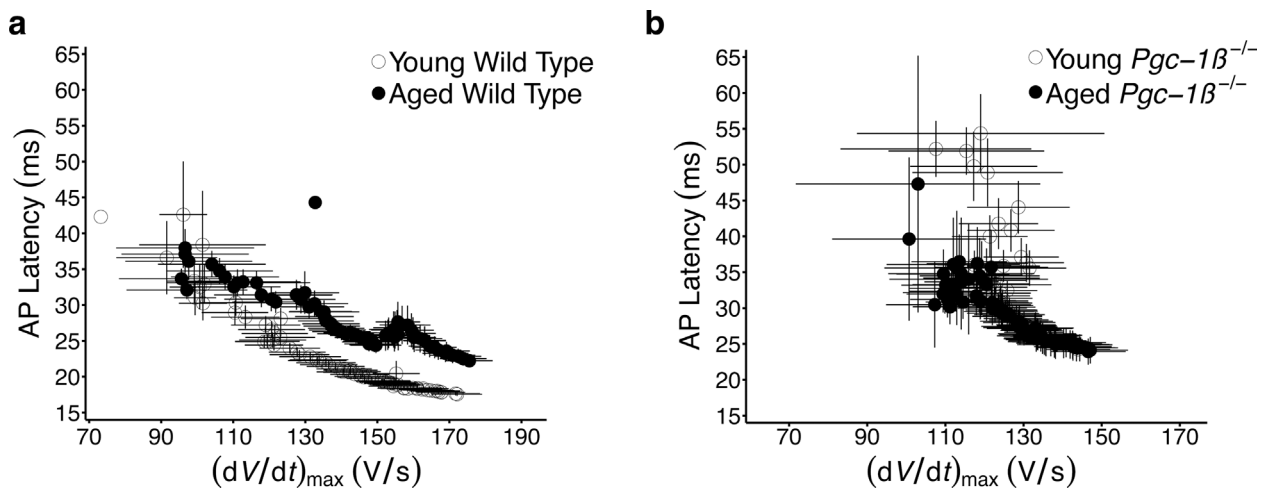 a
AP Latency (ms)
65
60
55
50
45
40
35
30
25
20
15
Young Wild Type
Aged Wild Type
70 90 110 130 150 170 190
(dV/dt)max (V/s)
b
AP Latency (ms)
65
60
55
50
45
40
35
30
25
20
15
Young Pgc−1ß−/−
Aged Pgc−1ß−/−
70 90 110 130 150 170
(dV/dt)max (V/s)